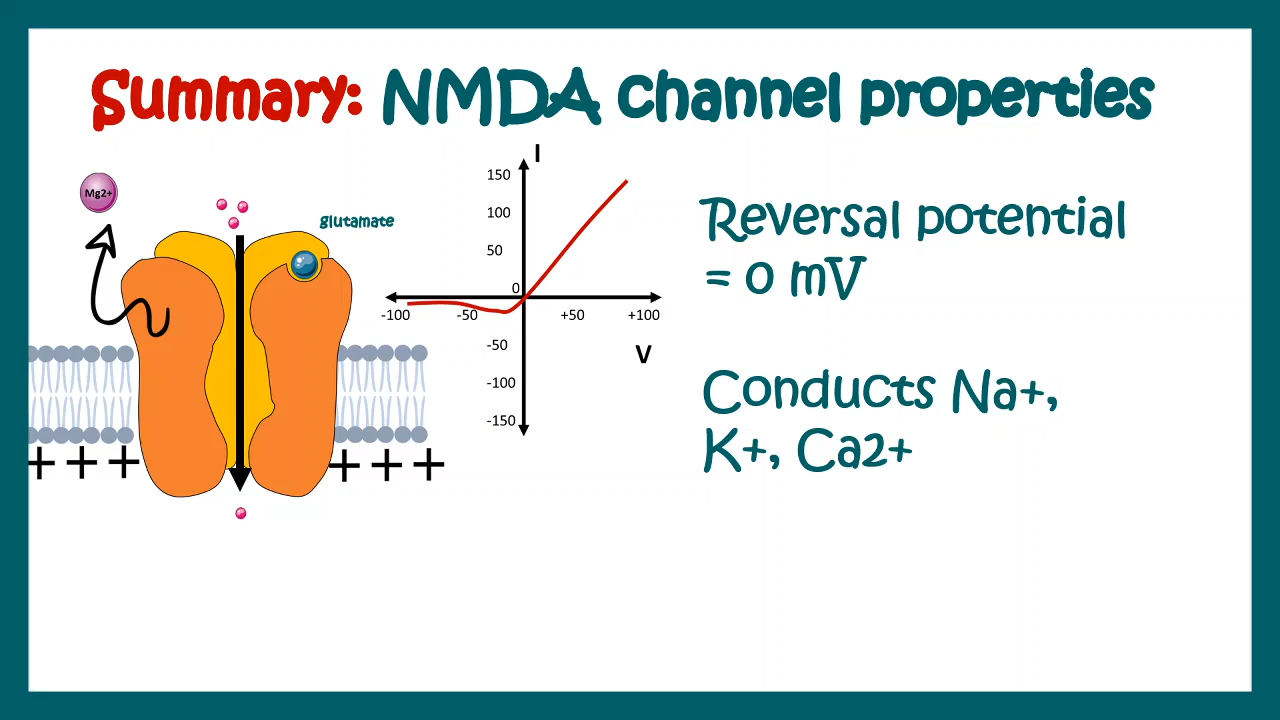 Summary: NMDA channel properties
Mg2+
glutamate
I
150
100
50
0
-100
-50
+50
+100
V
-50
-100
-150
+ + +
+ + +
Reversal potential
= 0 mV
Conducts Na+,
K+, Ca2+